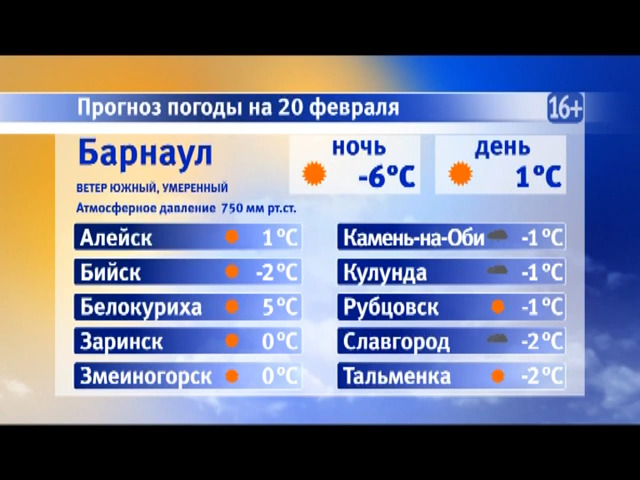 Прогноз погоды на 20 февраля 16+
Барнаул
ночь -6°C
день 1°C
ВЕТЕР ЮЖНЫЙ, УМЕРЕННЫЙ
Атмосферное давление 750 мм рт.ст.
Алейск 1°C
Бийск -2°C
Белокуриха 5°C
Заринск 0°C
Змеиногорск 0°C
Камень-на-Оби -1°C
Кулунда -1°C
Рубцовск -1°C
Славгород -2°C
Тальменка -2°C